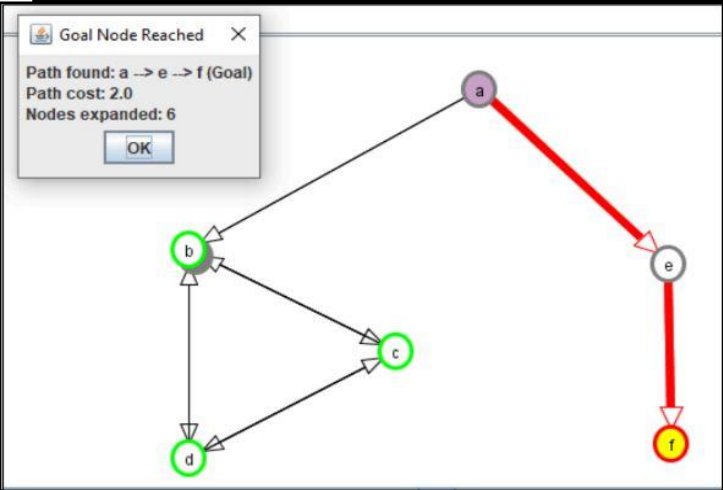 Goal Node Reached
Path found: a --> e --> f (Goal)
Path cost: 2.0
Nodes expanded: 6
OK
a
b
e
c
f
d